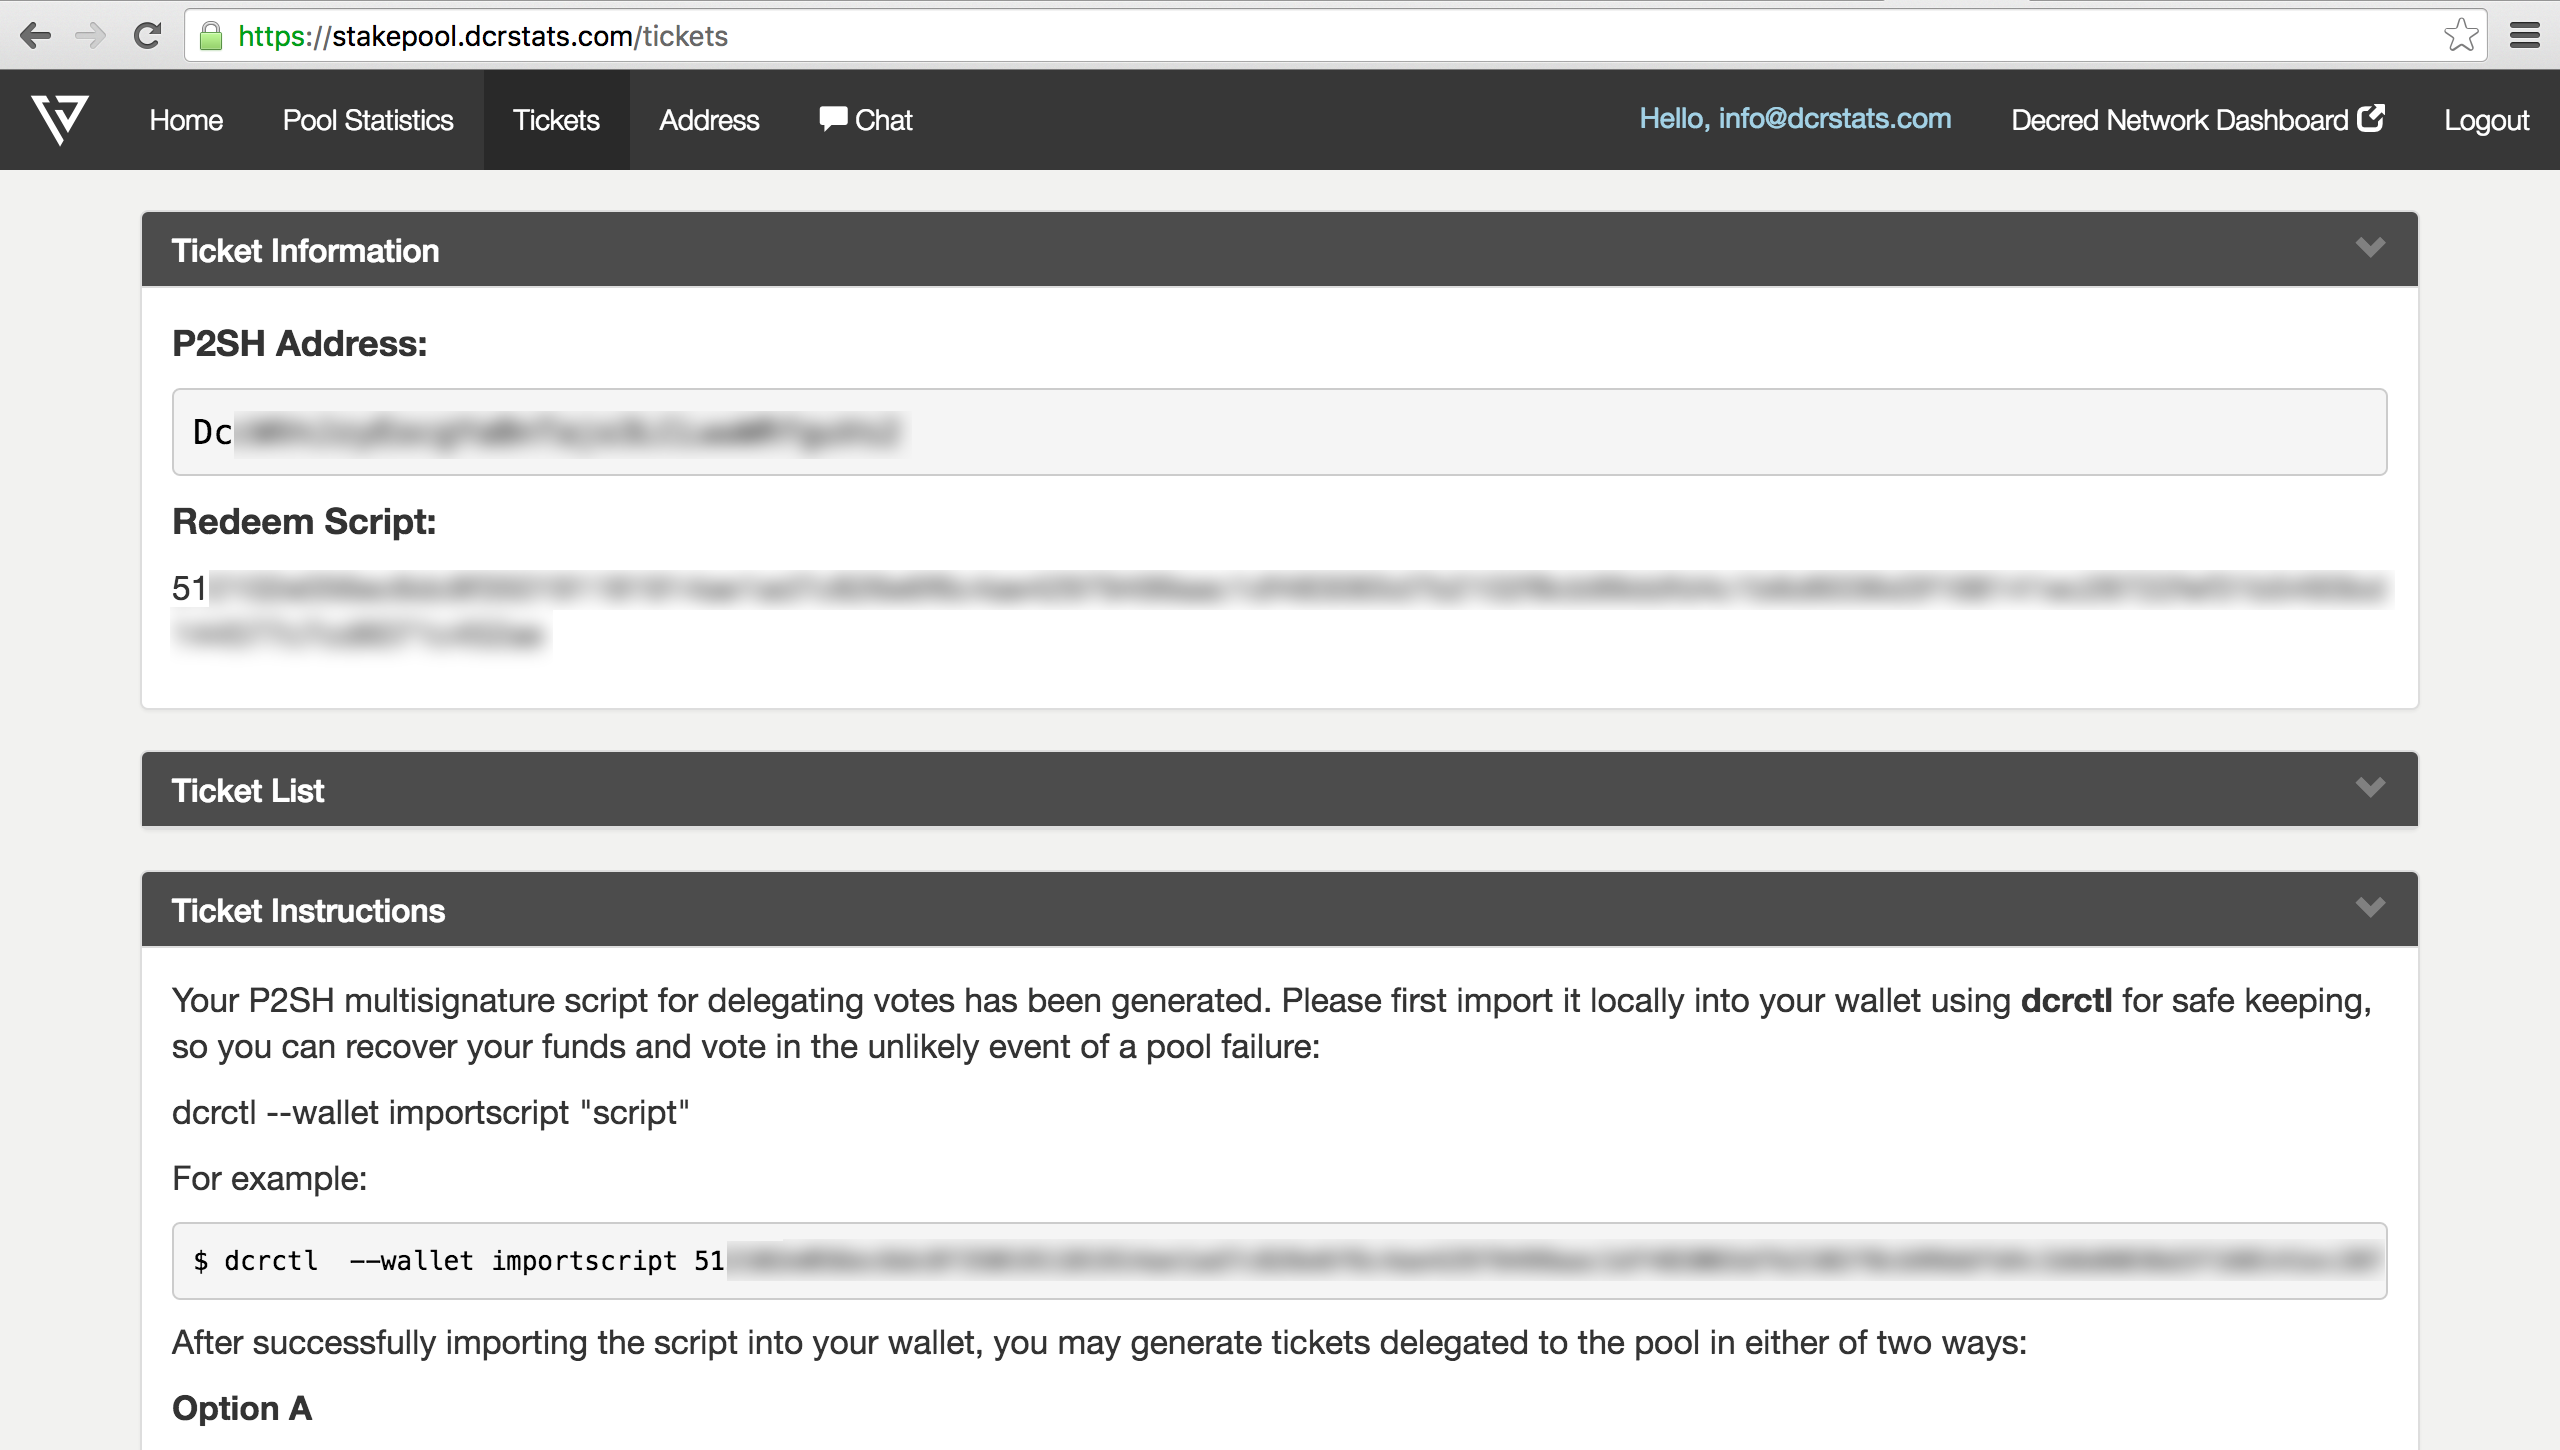 https://stakepool.dcrstats.com/tickets
Home Pool Statistics Tickets Address Chat Hello, info@dcrstats.com Decred Network Dashboard Logout
Ticket Information
P2SH Address:
Dc
Redeem Script:
51
Ticket List
Ticket Instructions
Your P2SH multisignature script for delegating votes has been generated. Please first import it locally into your wallet using dcrctl for safe keeping,
so you can recover your funds and vote in the unlikely event of a pool failure:
dcrctl --wallet importscript "script"
For example:
$ dcrctl  --wallet importscript 51
After successfully importing the script into your wallet, you may generate tickets delegated to the pool in either of two ways:
Option A